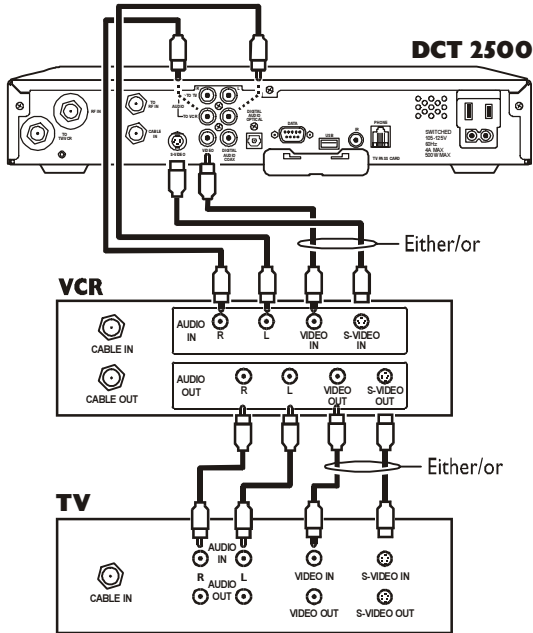 DCT 2500
TO
RF IN
RF IN
TO
TV/VCR
CABLE
IN
S-VIDEO
TO TV
AUDIO
TO VCR
VIDEO
DIGITAL
AUDIO
OPTICAL
DIGITAL
AUDIO
COAX
DATA
USB
IR
PHONE
TV PASS CARD
SWITCHED
105-125V
60Hz
4A MAX
500W MAX
Either/or
VCR
CABLE IN
AUDIO
IN
R
L
VIDEO
IN
S-VIDEO
IN
CABLE OUT
AUDIO
OUT
R
L
VIDEO
OUT
S-VIDEO
OUT
Either/or
TV
CABLE IN
AUDIO
IN
R
L
AUDIO
OUT
VIDEO IN
S-VIDEO IN
VIDEO OUT
S-VIDEO OUT